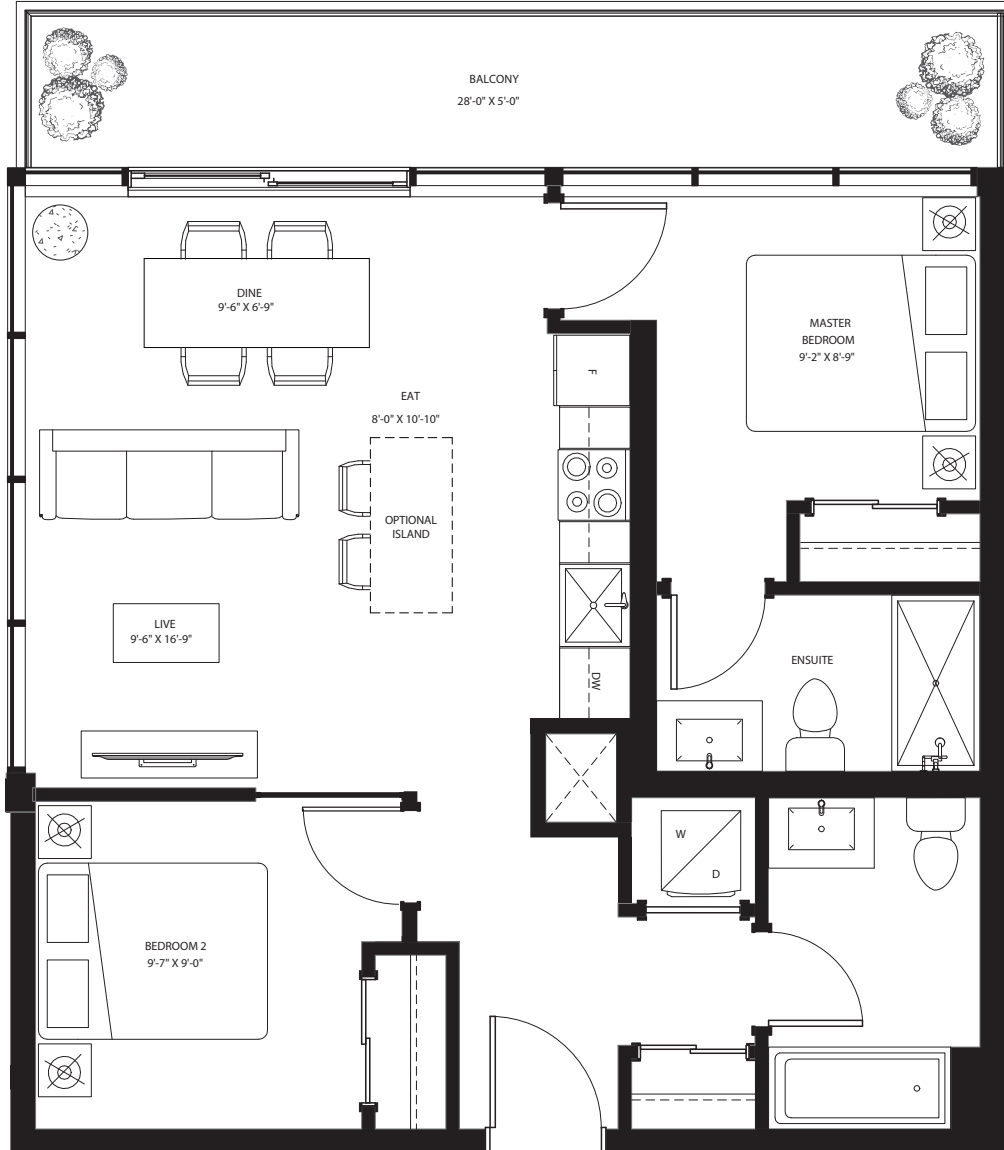 BALCONY
28'-0" X 5'-0"
DINE
9'-6" X 6'-9"
MASTER
BEDROOM
9'-2" X 8'-9"
F
EAT
8'-0" X 10'-10"
OPTIONAL
ISLAND
LIVE
9'-6" X 16'-9"
ENSUITE
DW
W
D
BEDROOM 2
9'-7" X 9'-0"